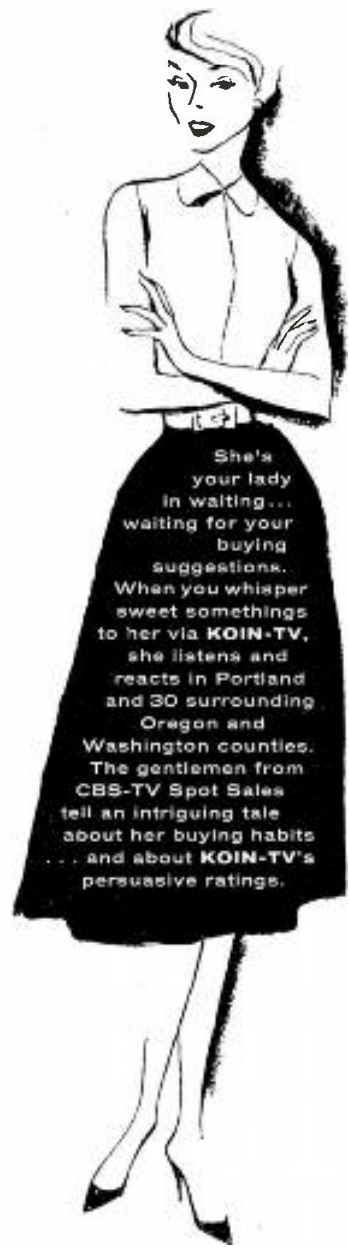 She's
your lady
in waiting...
waiting for your
buying
suggestions.
When you whisper
sweet somethings
to her via KOIN-TV,
she listens and
reacts in Portland
and 30 surrounding
Oregon and
Washington counties.
The gentlemen from
CBS-TV Spot Sales
tell an intriguing tale
about her buying habits
... and about KOIN-TV's
persuasive ratings.